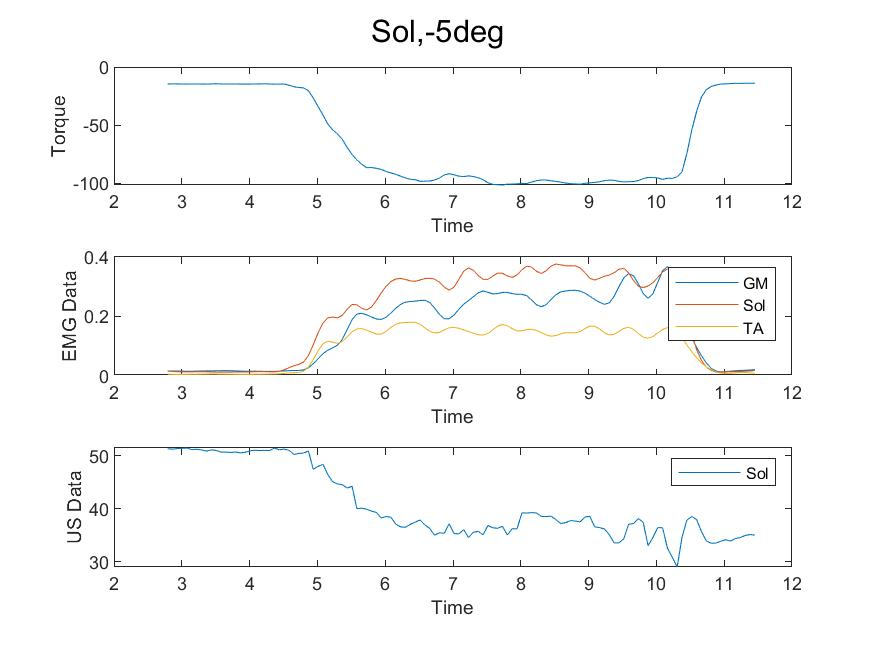 Sol,-5deg
0
-50
-100
Torque
2 3 4 5 6 7 8 9 10 11 12
Time
0.4
0.2
0
EMG Data
GM
Sol
TA
2 3 4 5 6 7 8 9 10 11 12
Time
50
40
30
US Data
Sol
2 3 4 5 6 7 8 9 10 11 12
Time